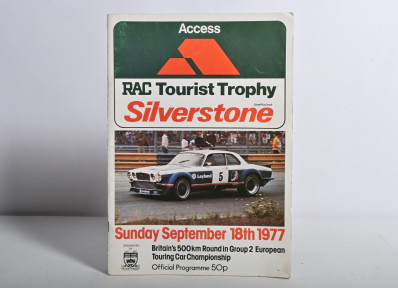 Access
RAC Tourist Trophy
Silverstone
Leyland
5
Sunday September 18th 1977
Britain's 500km Round in Group 2 European
Touring Car Championship
Official Programme 50p